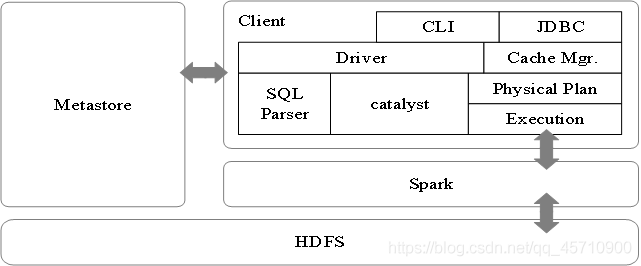 Client
CLI
JDBC
Driver
Cache Mgr.
Metastore
SQL
Parser
catalyst
Physical Plan
Execution
Spark
HDFS
https://blog.csdn.net/qq_45710900